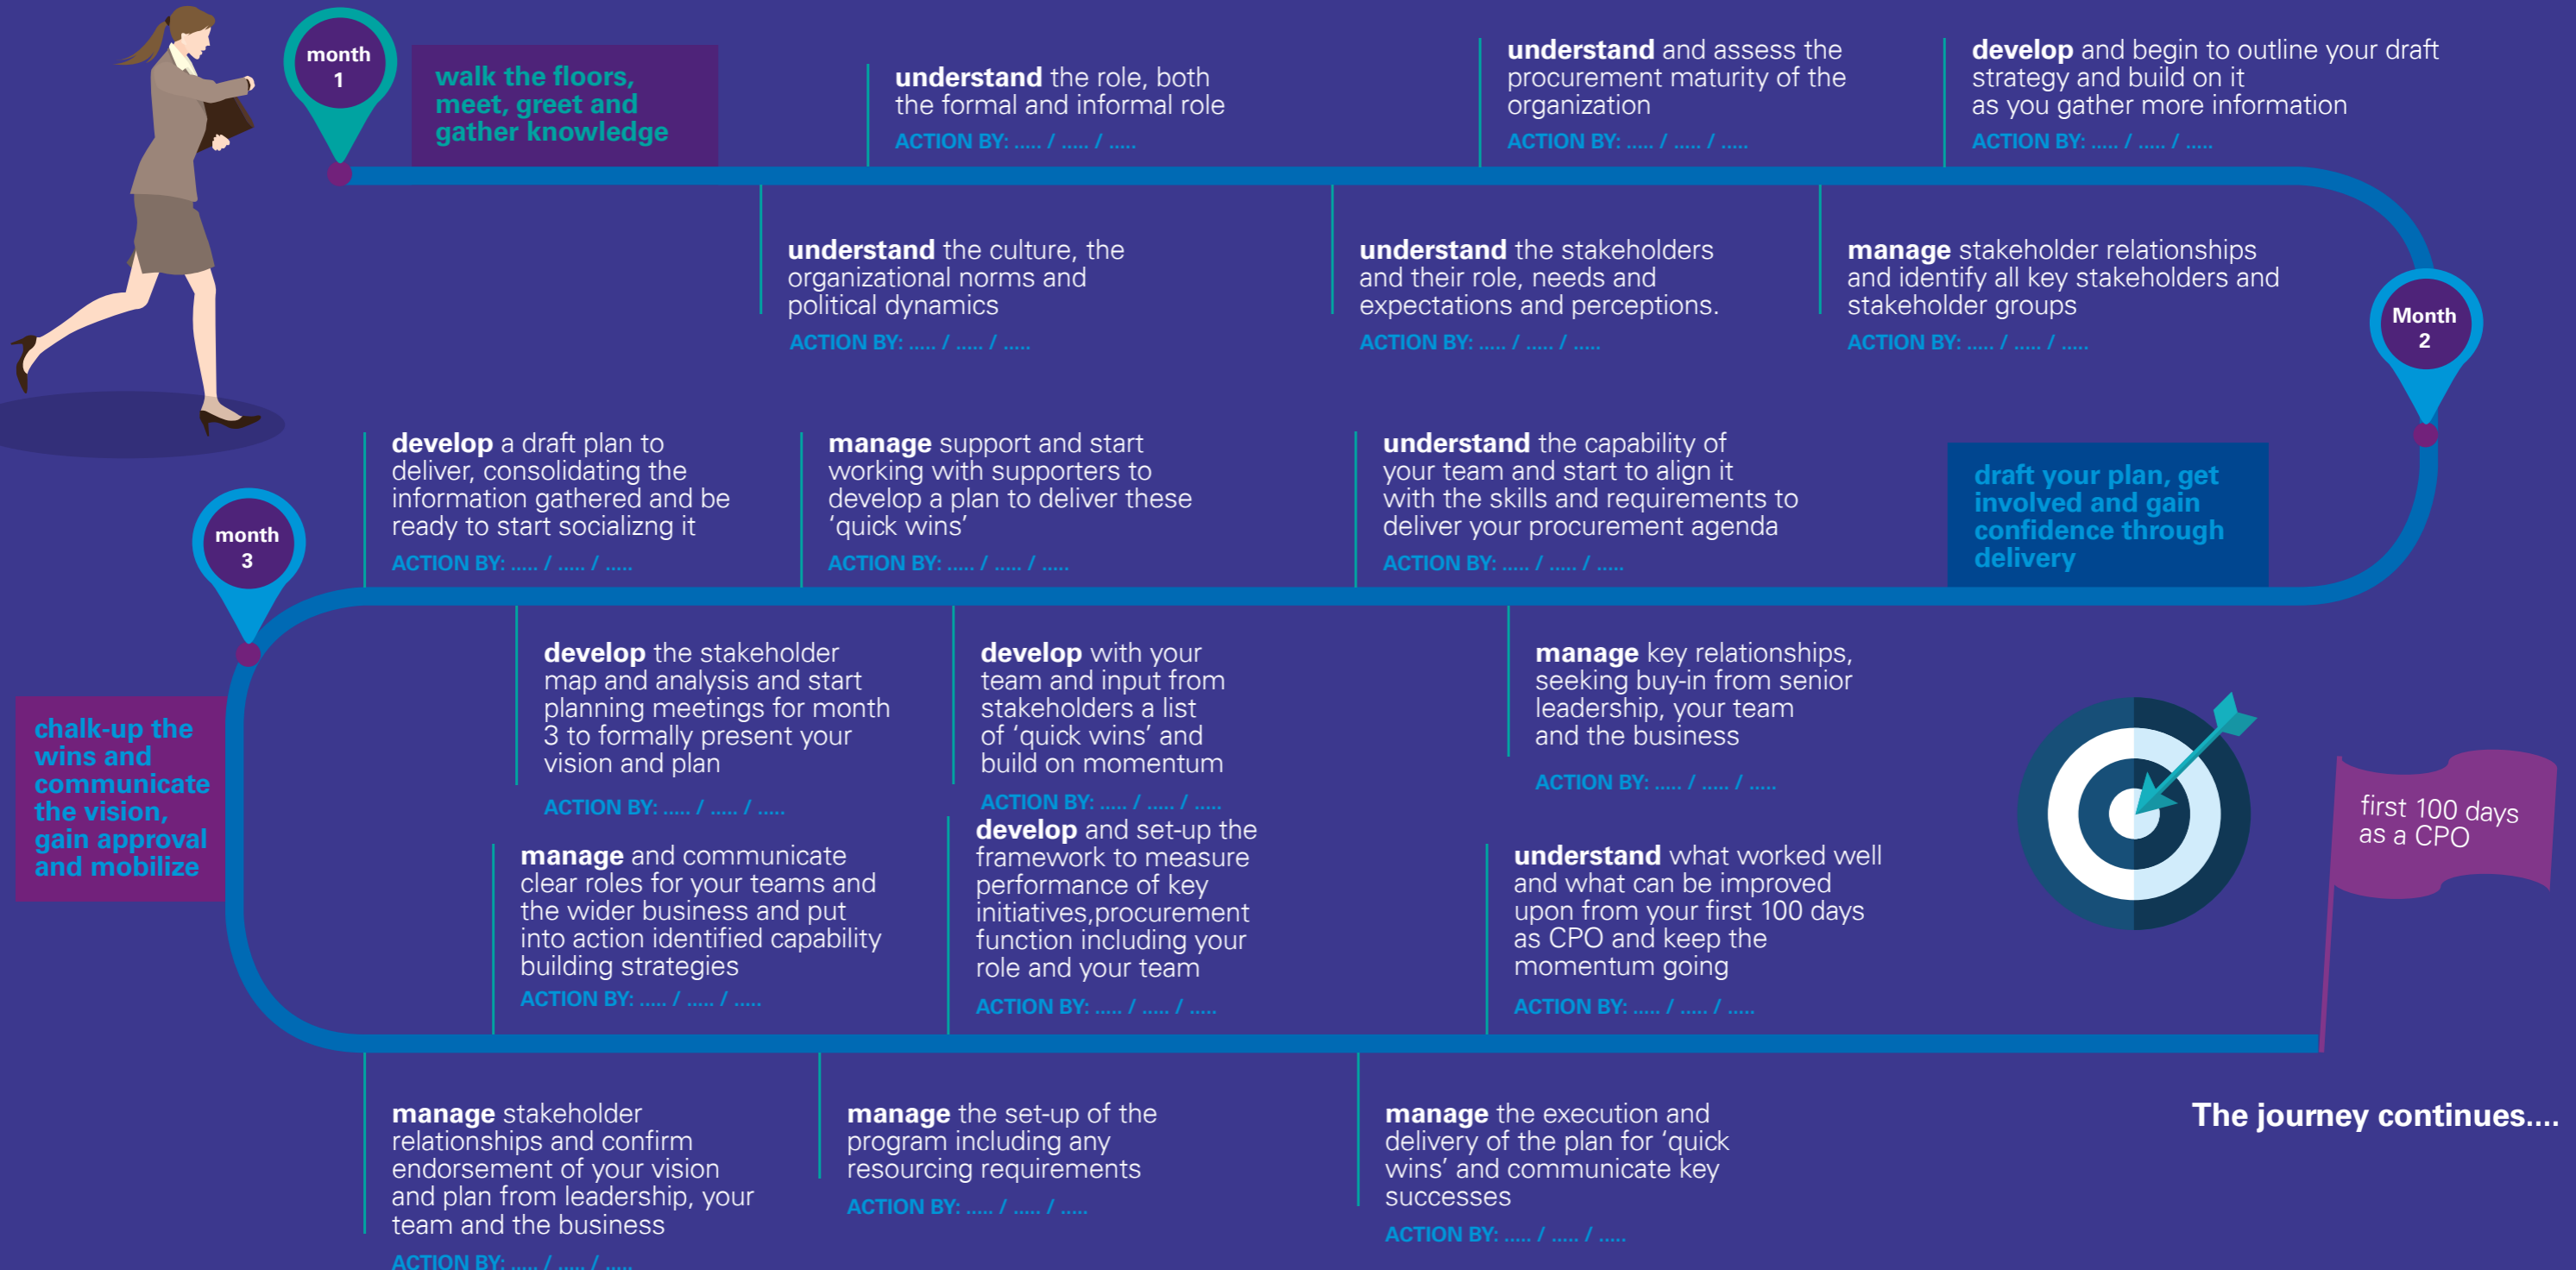 month
1
walk the floors,
meet, greet and
gather knowledge
understand the culture, the
organizational norms and
political dynamics
ACTION BY: ..... / ..... / .....
understand the role, both
the formal and informal role
ACTION BY: ..... / ..... / .....
understand the stakeholders
and their role, needs and
expectations and perceptions.
ACTION BY: ..... / ..... / .....
understand and assess the
procurement maturity of the
organization
ACTION BY: ..... / ..... / .....
manage stakeholder relationships
and identify all key stakeholders and
stakeholder groups
ACTION BY: ..... / ..... / .....
develop and begin to outline your draft
strategy and build on it
as you gather more information
ACTION BY: ..... / ..... / .....
Month
2
draft your plan, get
involved and gain
confidence through
delivery
manage key relationships,
seeking buy-in from senior
leadership, your team
and the business
ACTION BY: ..... / ..... / .....
understand the capability of
your team and start to align it
with the skills and requirements to
deliver your procurement agenda
ACTION BY: ..... / ..... / .....
develop with your
team and input from
stakeholders a list
of ‘quick wins’ and
build on momentum
ACTION BY: ..... / ..... / .....
manage support and start
working with supporters to
develop a plan to deliver these
‘quick wins’
ACTION BY: ..... / ..... / .....
develop the stakeholder
map and analysis and start
planning meetings for month
3 to formally present your
vision and plan
ACTION BY: ..... / ..... / .....
develop a draft plan to
deliver, consolidating the
information gathered and be
ready to start socializng it
ACTION BY: ..... / ..... / .....
month
3
chalk-up the
wins and
communicate
the vision,
gain approval
and mobilize
manage stakeholder
relationships and confirm
endorsement of your vision
and plan from leadership, your
team and the business
ACTION BY: ..... / ..... / .....
manage and communicate
clear roles for your teams and
the wider business and put
into action identified capability
building strategies
ACTION BY: ..... / ..... / .....
manage the set-up of the
program including any
resourcing requirements
ACTION BY: ..... / ..... / .....
develop and set-up the
framework to measure
performance of key
initiatives,procurement
function including your
role and your team
ACTION BY: ..... / ..... / .....
manage the execution and
delivery of the plan for ‘quick
wins’ and communicate key
successes
ACTION BY: ..... / ..... / .....
understand what worked well
and what can be improved
upon from your first 100 days
as CPO and keep the
momentum going
ACTION BY: ..... / ..... / .....
first 100 days
as a CPO
The journey continues....